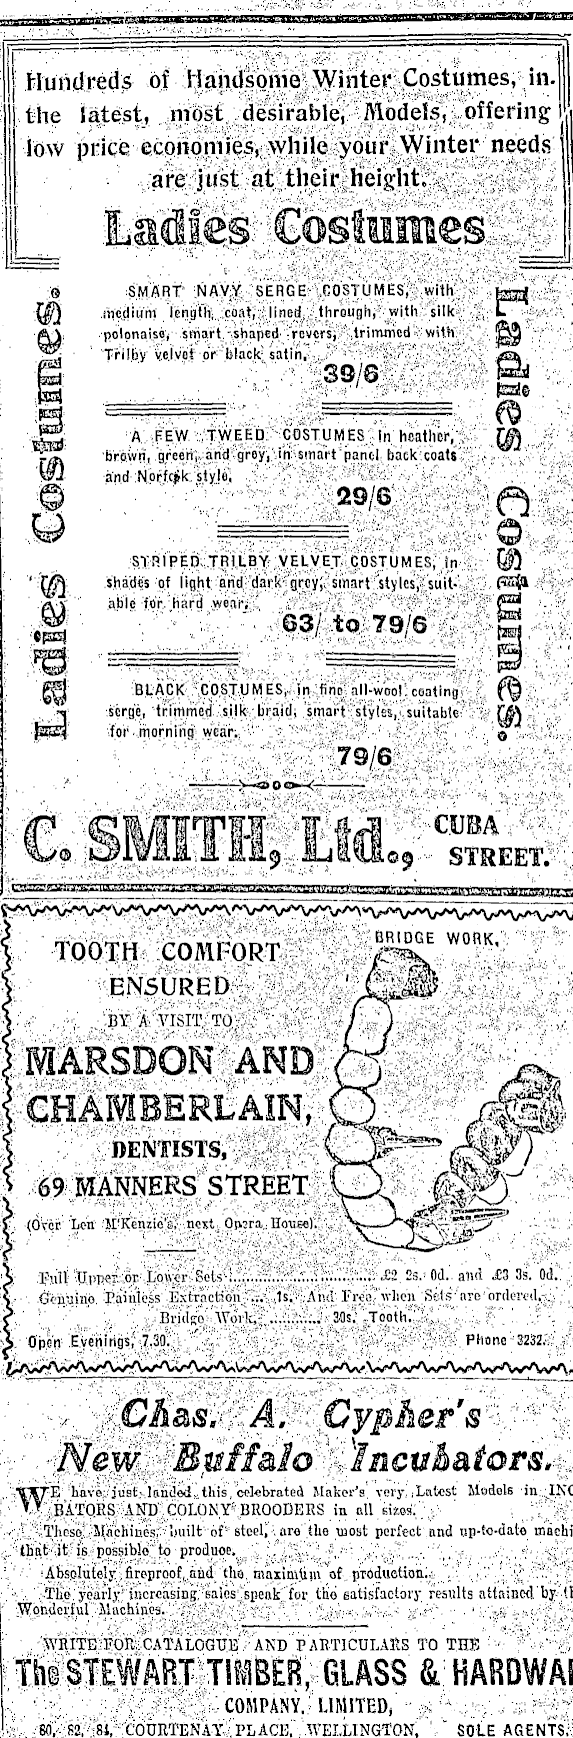 Hundreds of Handsome Winter Costumes, in
the latest, most desirable, Models, offering
low price economies, while your Winter needs
are just at their height.
Ladies Costumes
Ladies Costumes.
SMART NAVY SERGE COSTUMES, with
medium length, coat, lined through, with silk
polonaise, smart shaped revers, trimmed with
Trilby velvet or black satin,
39/6
A FEW TWEED COSTUMES in heather,
brown, green, and grey, in smart panel back coats
and Norfolk style.
29/6
STRIPED TRILBY VELVET COSTUMES, in
shades of light and dark grey, smart styles, suit-
able for hard wear.
63/ to 79/6
BLACK COSTUMES, in fine all-wool coating
serge, trimmed silk braid, smart styles, suitable
for morning wear.
79/6
Ladies Costumes.
C. SMITH, Ltd., CUBA
STREET.
TOOTH COMFORT
ENSURED
BY A VISIT TO
MARSDON AND
CHAMBERLAIN,
DENTISTS,
69 MANNERS STREET
(Over Len M'Kenzie's, next Opera House).
BRIDGE WORK.
Full Upper or Lower Sets ... £2 2s. 0d. and £3 3s. 0d.
Genuine Painless Extraction ... 1s. And Free when Sets are ordered.
Bridge Work, ... 30s. Tooth.
Open Evenings, 7.30. Phone 3232.
Chas. A. Cypher's
New Buffalo Incubators.
WE have just landed this celebrated Maker's very Latest Models in INC
BATORS AND COLONY BROODERS in all sizes.
These Machines, built of steel, are the most perfect and up-to-date machi
that it is possible to produce.
Absolutely fireproof and the maximum of production.
The yearly increasing sales speak for the satisfactory results attained by th
Wonderful Machines.
WRITE FOR CATALOGUE AND PARTICULARS TO THE
The STEWART TIMBER, GLASS & HARDWA
COMPANY, LIMITED,
80, 82, 84, COURTENAY PLACE, WELLINGTON, SOLE AGENTS.